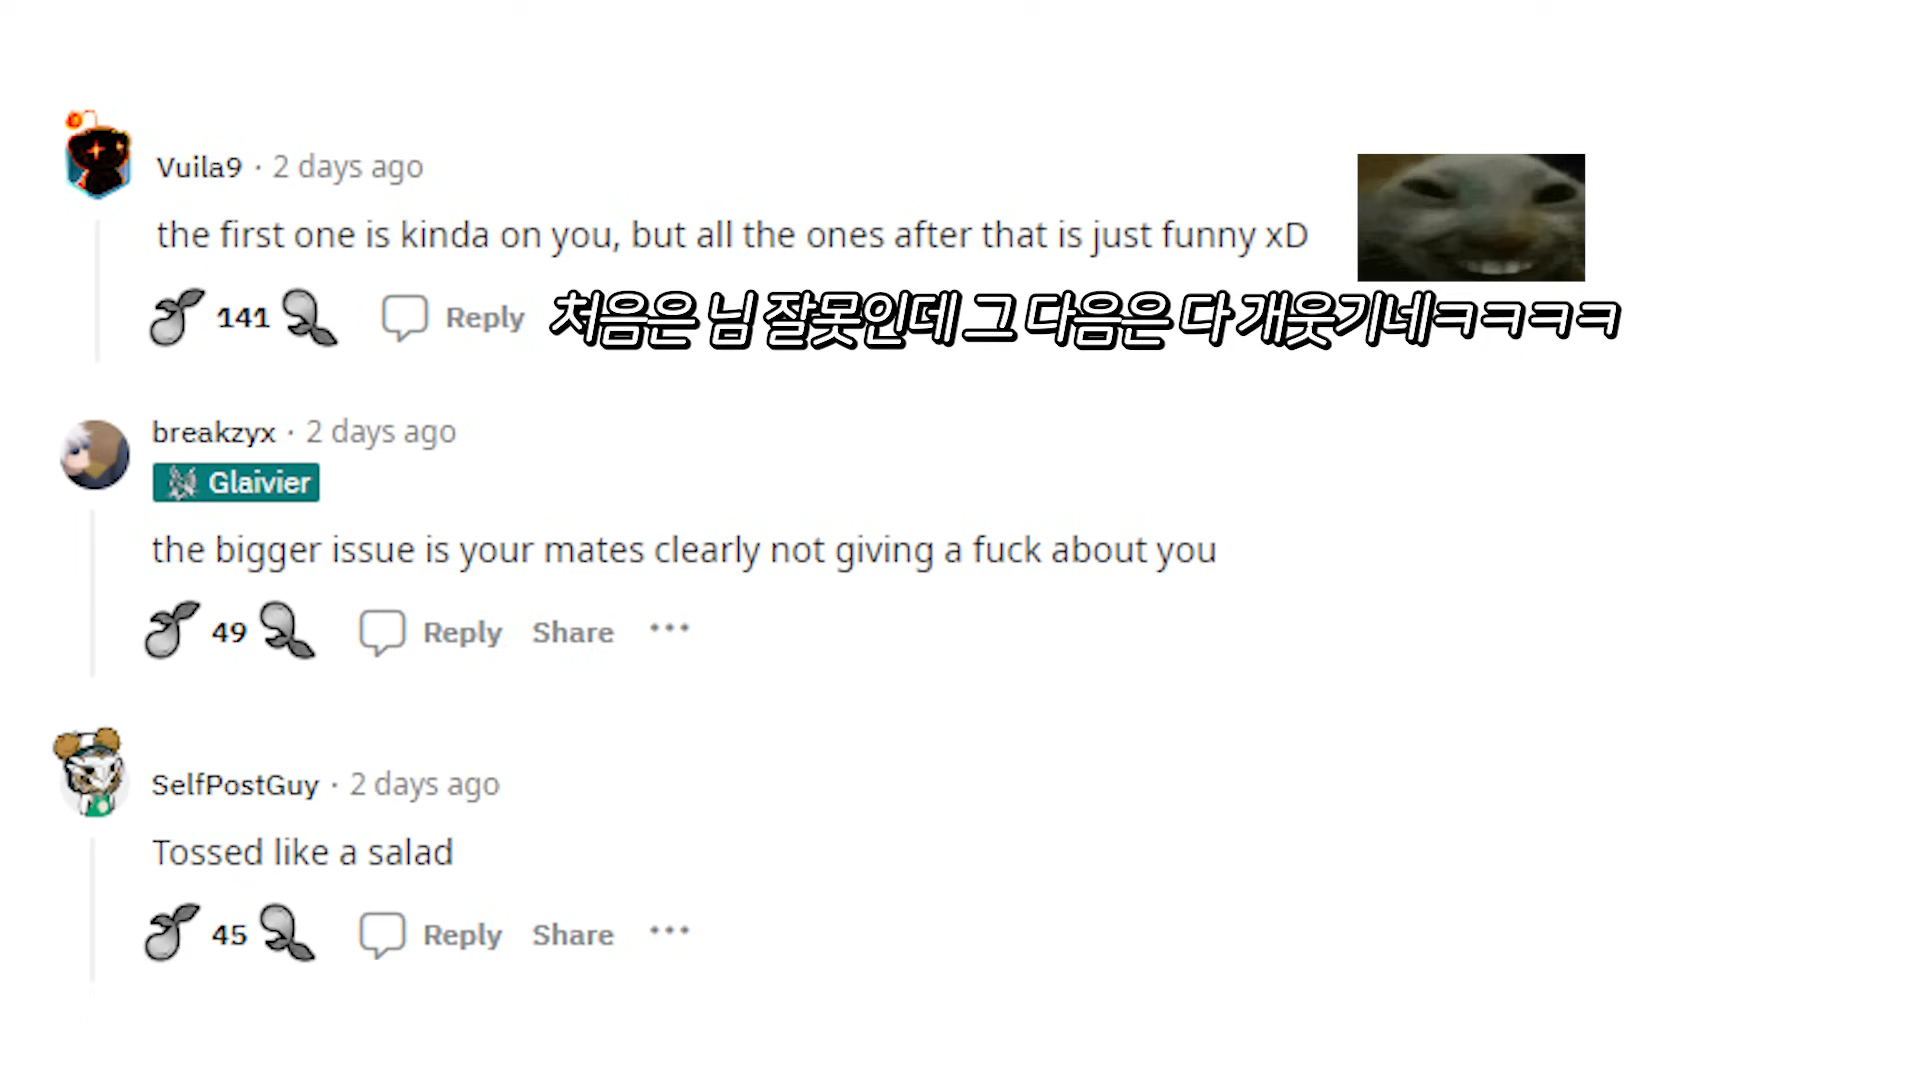 Vuila9 · 2 days ago
the first one is kinda on you, but all the ones after that is just funny xD
141 Reply 처음은 님 잘못인데 그 다음은 다 개웃기네ㅋㅋㅋㅋ
breakzyx · 2 days ago
Glaivier
the bigger issue is your mates clearly not giving a fuck about you
49 Reply Share ···
SelfPostGuy · 2 days ago
Tossed like a salad
45 Reply Share ···